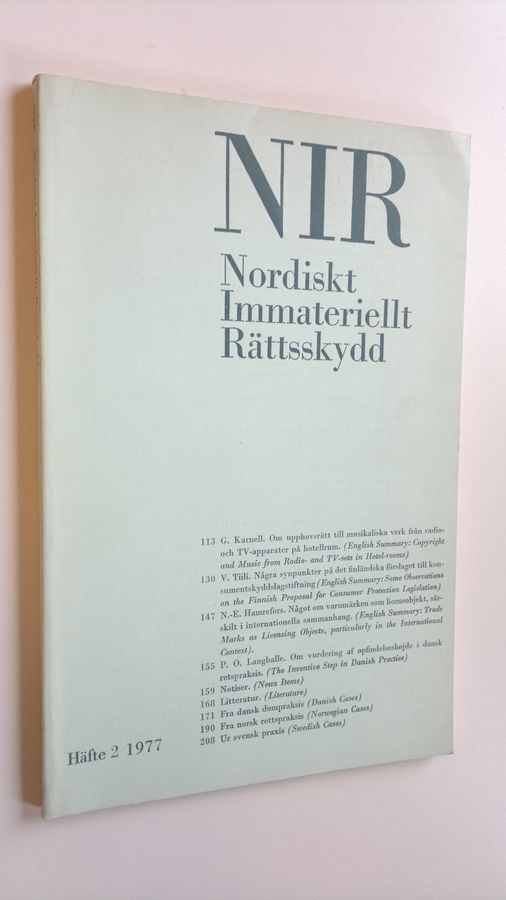 NIR
Nordiskt
Immateriellt
Rättsskydd
113 G. Karnell. Om upphovsrätt till musikaliska verk från radio-
och TV-apparater på hotellrum. (English Summary: Copyright
and Music from Radio- and TV-sets in Hotel-rooms)
130 V. Tiili. Några synpunkter på det finländska förslaget till kon-
sumentskyddslagstiftning (English Summary: Some Observations
on the Finnish Proposal for Consumer Protection Legislation)
147 N.-E. Hamrefors. Något om varumärken som licensobjekt, sär-
skilt i internationella sammanhang. (English Summary: Trade
Marks as Licensing Objects, particularly in the International
Context).
155 P. O. Langballe. Om vurdering af opfindelseshøjde i dansk
retspraksis. (The Inventive Step in Danish Practice)
159 Notiser. (News Items)
168 Litteratur. (Literature)
171 Fra dansk dompraksis (Danish Cases)
190 Fra norsk rettspraksis (Norwegian Cases)
208 Ur svensk praxis (Swedish Cases)
Häfte 2 1977